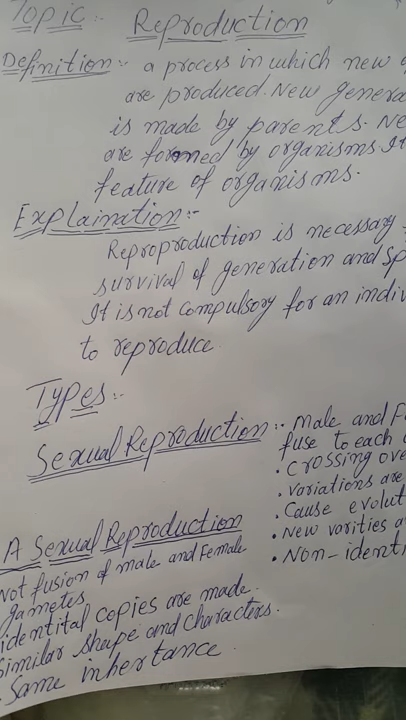 Topic:- Reproduction
Definition:- a process in which new
are produced. New genera
is made by parents. Ne
are formed by organisms. It
feature of organisms.
Explaination:-
Reproproduction is necessary
survival of generation and Sp
It is not compulsory for an indiv
to reproduce.
Types:-
Sexual Reproduction:- Male and F
fuse to each
• Crossing ove
• Variations are
• Cause evolut
• New varities a
• Non-identi
A Sexual Reproduction
Not fusion of male and Female
gametes
identital copies are made.
Similar shape and characters.
Same inhertance.